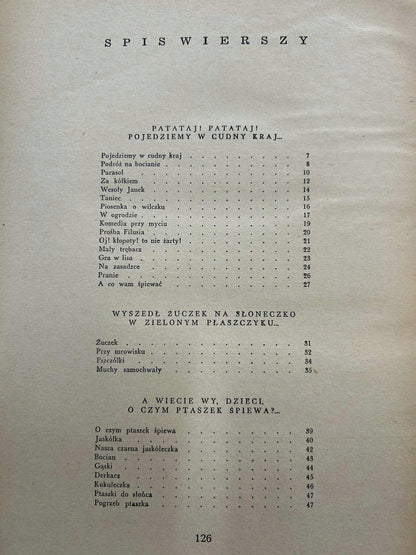 SPIS WIERSZY
PATATAJ! PATATAJ!
POJEDZIEMY W CUDNY KRAJ...
Pojedziemy w cudny kraj . . . . . . . . . . 7
Podróż na bocianie . . . . . . . . . . 8
Parasol . . . . . . . . . . 10
Za kółkiem . . . . . . . . . . 12
Wesoły Janek . . . . . . . . . . 14
Taniec . . . . . . . . . . 15
Piosenka o wilczku . . . . . . . . . . 16
W ogrodzie . . . . . . . . . . 17
Komedia przy myciu . . . . . . . . . . 19
Prośba Filusia . . . . . . . . . . 20
Oj! kłopoty! to nie żarty! . . . . . . . . . . 21
Mały trębacz . . . . . . . . . . 22
Gra w lisa . . . . . . . . . . 23
Na zasadzce . . . . . . . . . . 24
Pranie . . . . . . . . . . 26
A co wam śpiewać . . . . . . . . . . 27
WYSZEDŁ ŻUCZEK NA SŁONECZKO
W ZIELONYM PŁASZCZYKU...
Żuczek . . . . . . . . . . 31
Przy mrowisku . . . . . . . . . . 32
Pszczółki . . . . . . . . . . 34
Muchy samochwały . . . . . . . . . . 35
A WIECIE WY, DZIECI,
O CZYM PTASZEK ŚPIEWA?...
O czym ptaszek śpiewa . . . . . . . . . . 39
Jaskółka . . . . . . . . . . 40
Nasza czarna jaskółeczka . . . . . . . . . . 42
Bocian . . . . . . . . . . 43
Gąski . . . . . . . . . . 44
Derkacz . . . . . . . . . . 45
Kukułeczka . . . . . . . . . . 46
Ptaszki do słońca . . . . . . . . . . 47
Pogrzeb ptaszka . . . . . . . . . . 47
126